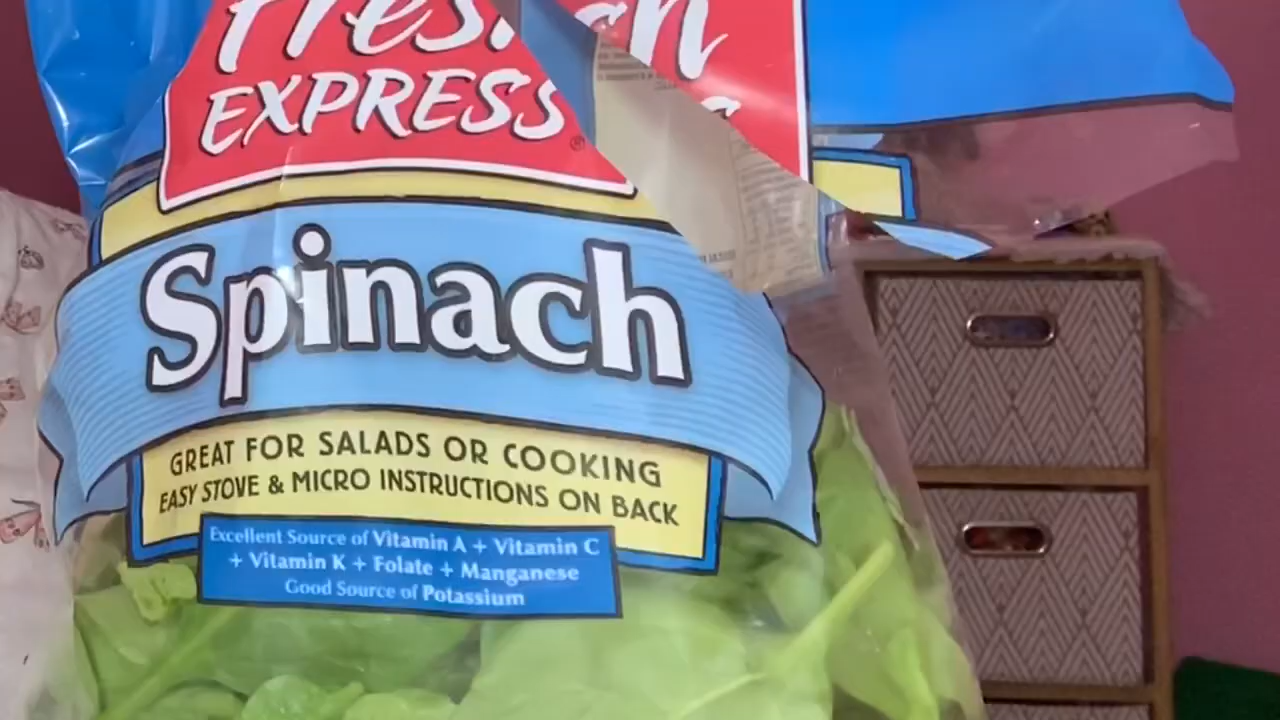 Fresh
EXPRESS®
Spinach
GREAT FOR SALADS OR COOKING
EASY STOVE & MICRO INSTRUCTIONS ON BACK
Excellent Source of Vitamin A + Vitamin C
+ Vitamin K + Folate + Manganese
Good Source of Potassium